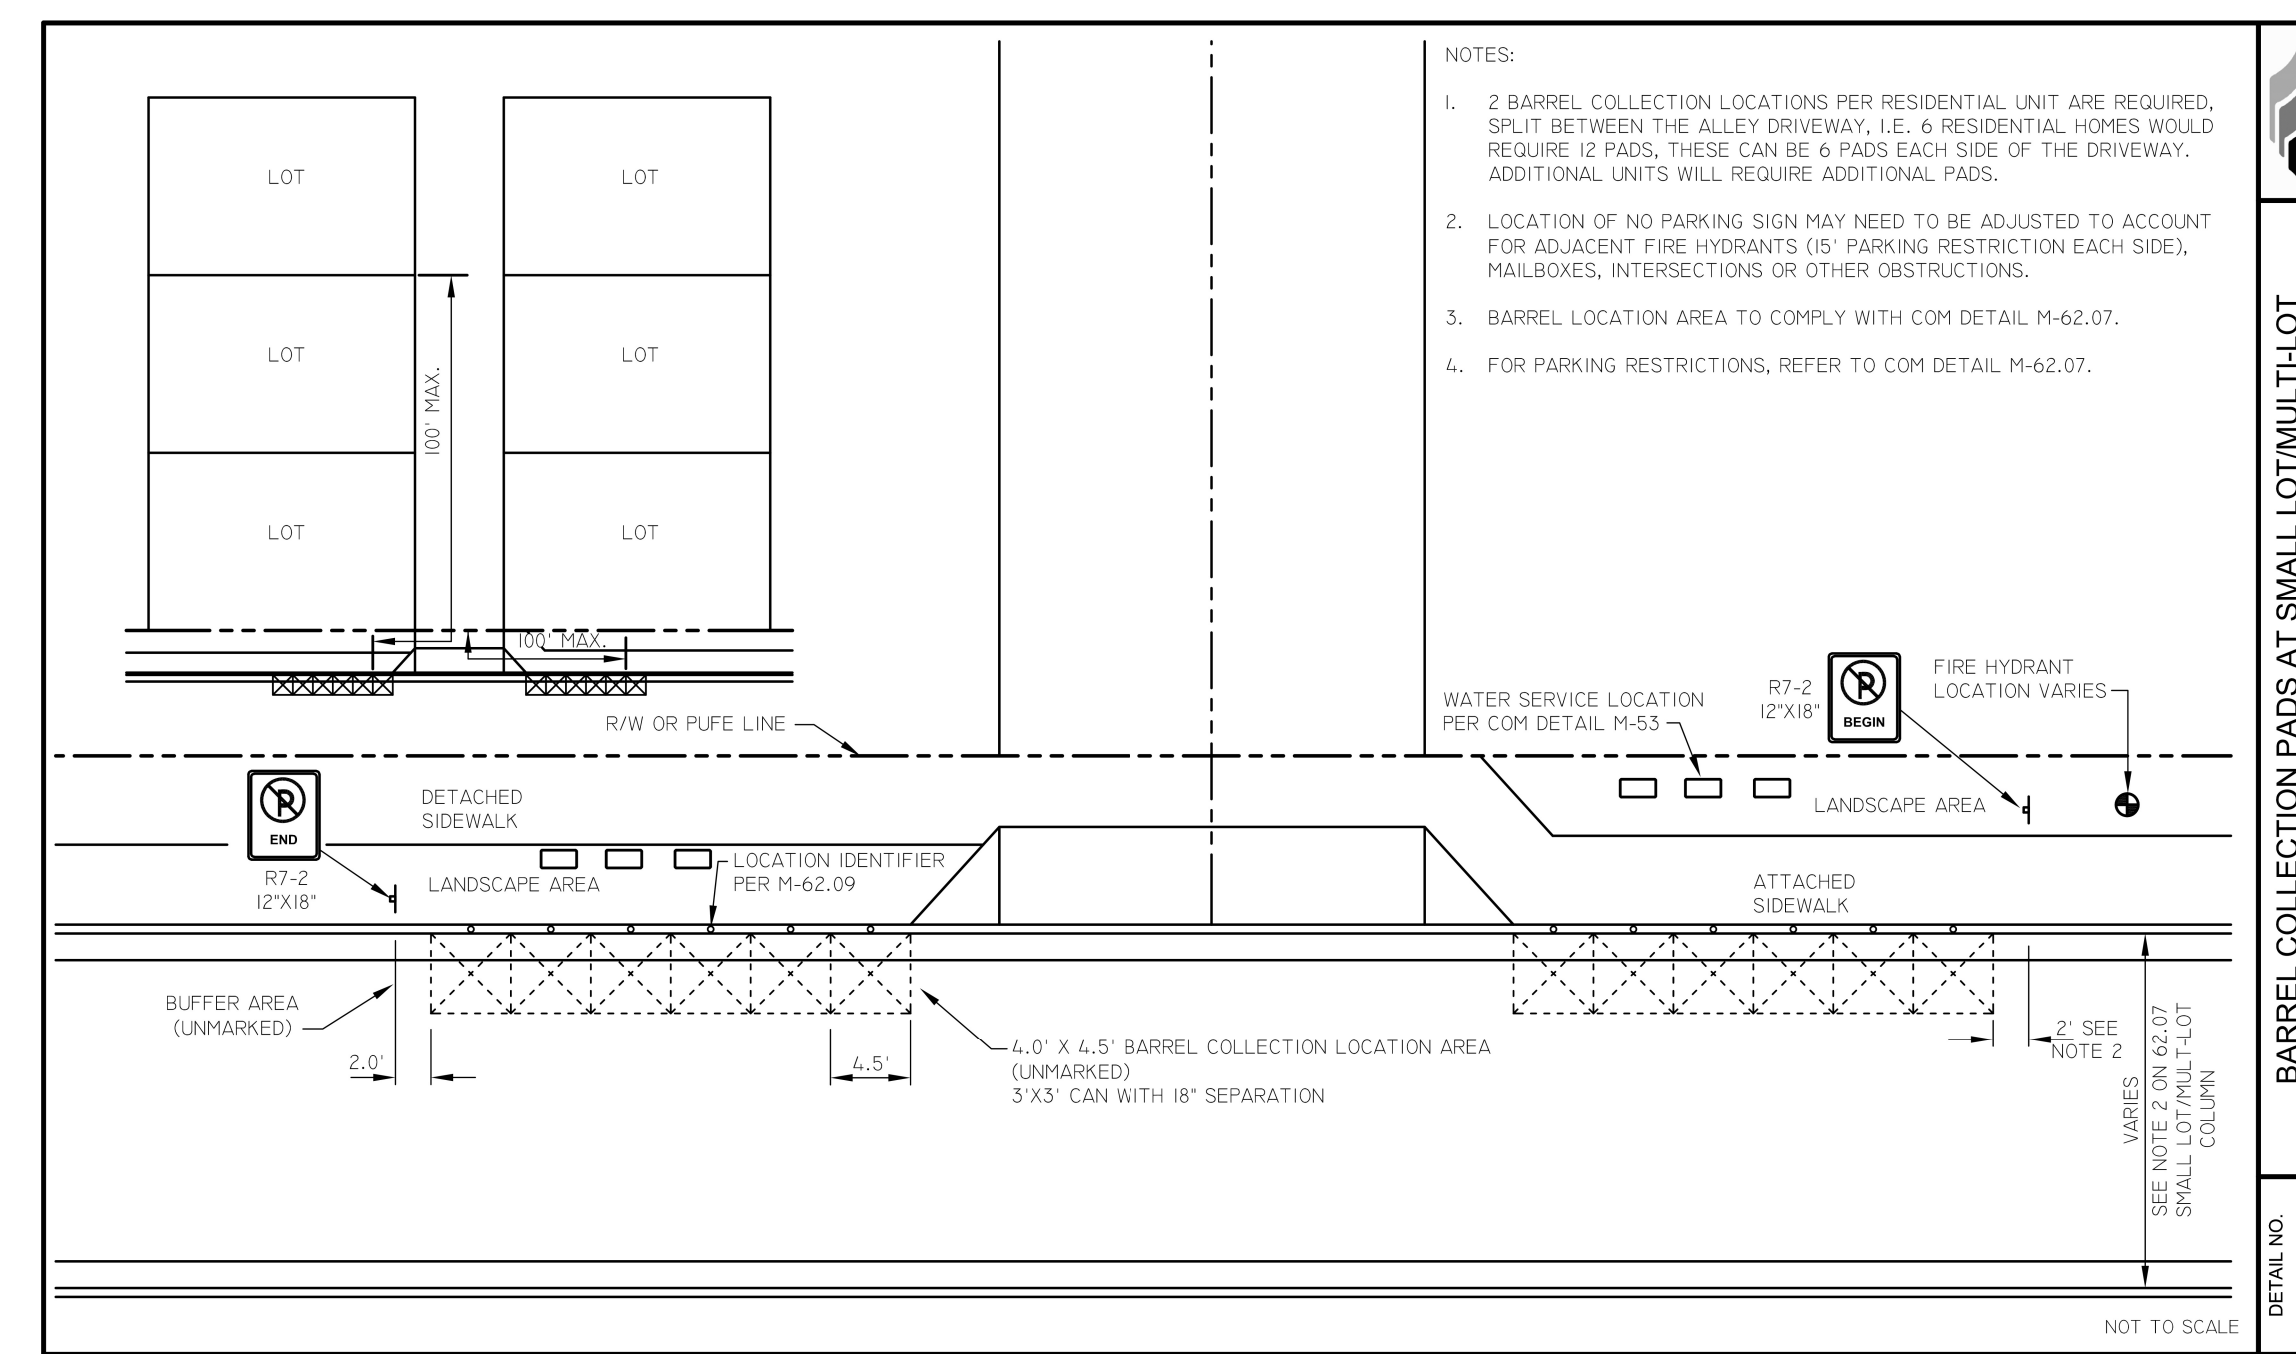 NOTES:
1. 2 BARREL COLLECTION LOCATIONS PER RESIDENTIAL UNIT ARE REQUIRED,
SPLIT BETWEEN THE ALLEY DRIVEWAY, I.E. 6 RESIDENTIAL HOMES WOULD
REQUIRE 12 PADS, THESE CAN BE 6 PADS EACH SIDE OF THE DRIVEWAY.
ADDITIONAL UNITS WILL REQUIRE ADDITIONAL PADS.
2. LOCATION OF NO PARKING SIGN MAY NEED TO BE ADJUSTED TO ACCOUNT
FOR ADJACENT FIRE HYDRANTS (15' PARKING RESTRICTION EACH SIDE),
MAILBOXES, INTERSECTIONS OR OTHER OBSTRUCTIONS.
3. BARREL LOCATION AREA TO COMPLY WITH COM DETAIL M-62.07.
4. FOR PARKING RESTRICTIONS, REFER TO COM DETAIL M-62.07.
LOT
LOT
LOT
LOT
LOT
LOT
100' MAX.
100' MAX.
R/W OR PUFE LINE
WATER SERVICE LOCATION
PER COM DETAIL M-53
R7-2
12"X18"
P
BEGIN
FIRE HYDRANT
LOCATION VARIES
LANDSCAPE AREA
P
END
R7-2
12"X18"
DETACHED
SIDEWALK
LANDSCAPE AREA
LOCATION IDENTIFIER
PER M-62.09
ATTACHED
SIDEWALK
BUFFER AREA
(UNMARKED)
2.0'
4.5'
4.0' X 4.5' BARREL COLLECTION LOCATION AREA
(UNMARKED)
3'X3' CAN WITH 18" SEPARATION
2' SEE
NOTE 2
VARIES
SEE NOTE 2 ON 62.07
SMALL LOT/MULT-LOT
COLUMN
NOT TO SCALE
BARREL COLLECTION PADS AT SMALL LOT/MULTI-LOT
DETAIL NO.